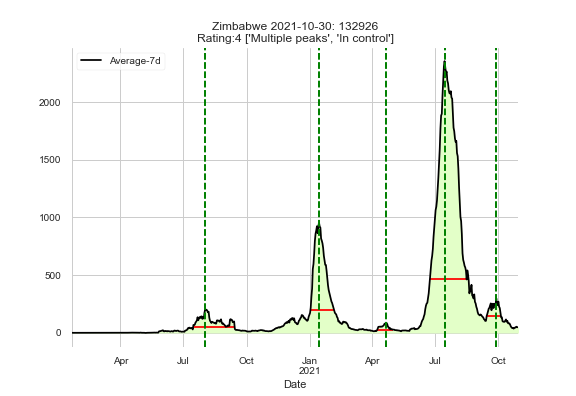 Zimbabwe 2021-10-30: 132926
Rating:4 ['Multiple peaks', 'In control']
Average-7d
2000
1500
1000
500
0
Apr
Jul
Oct
Jan
2021
Apr
Jul
Oct
Date